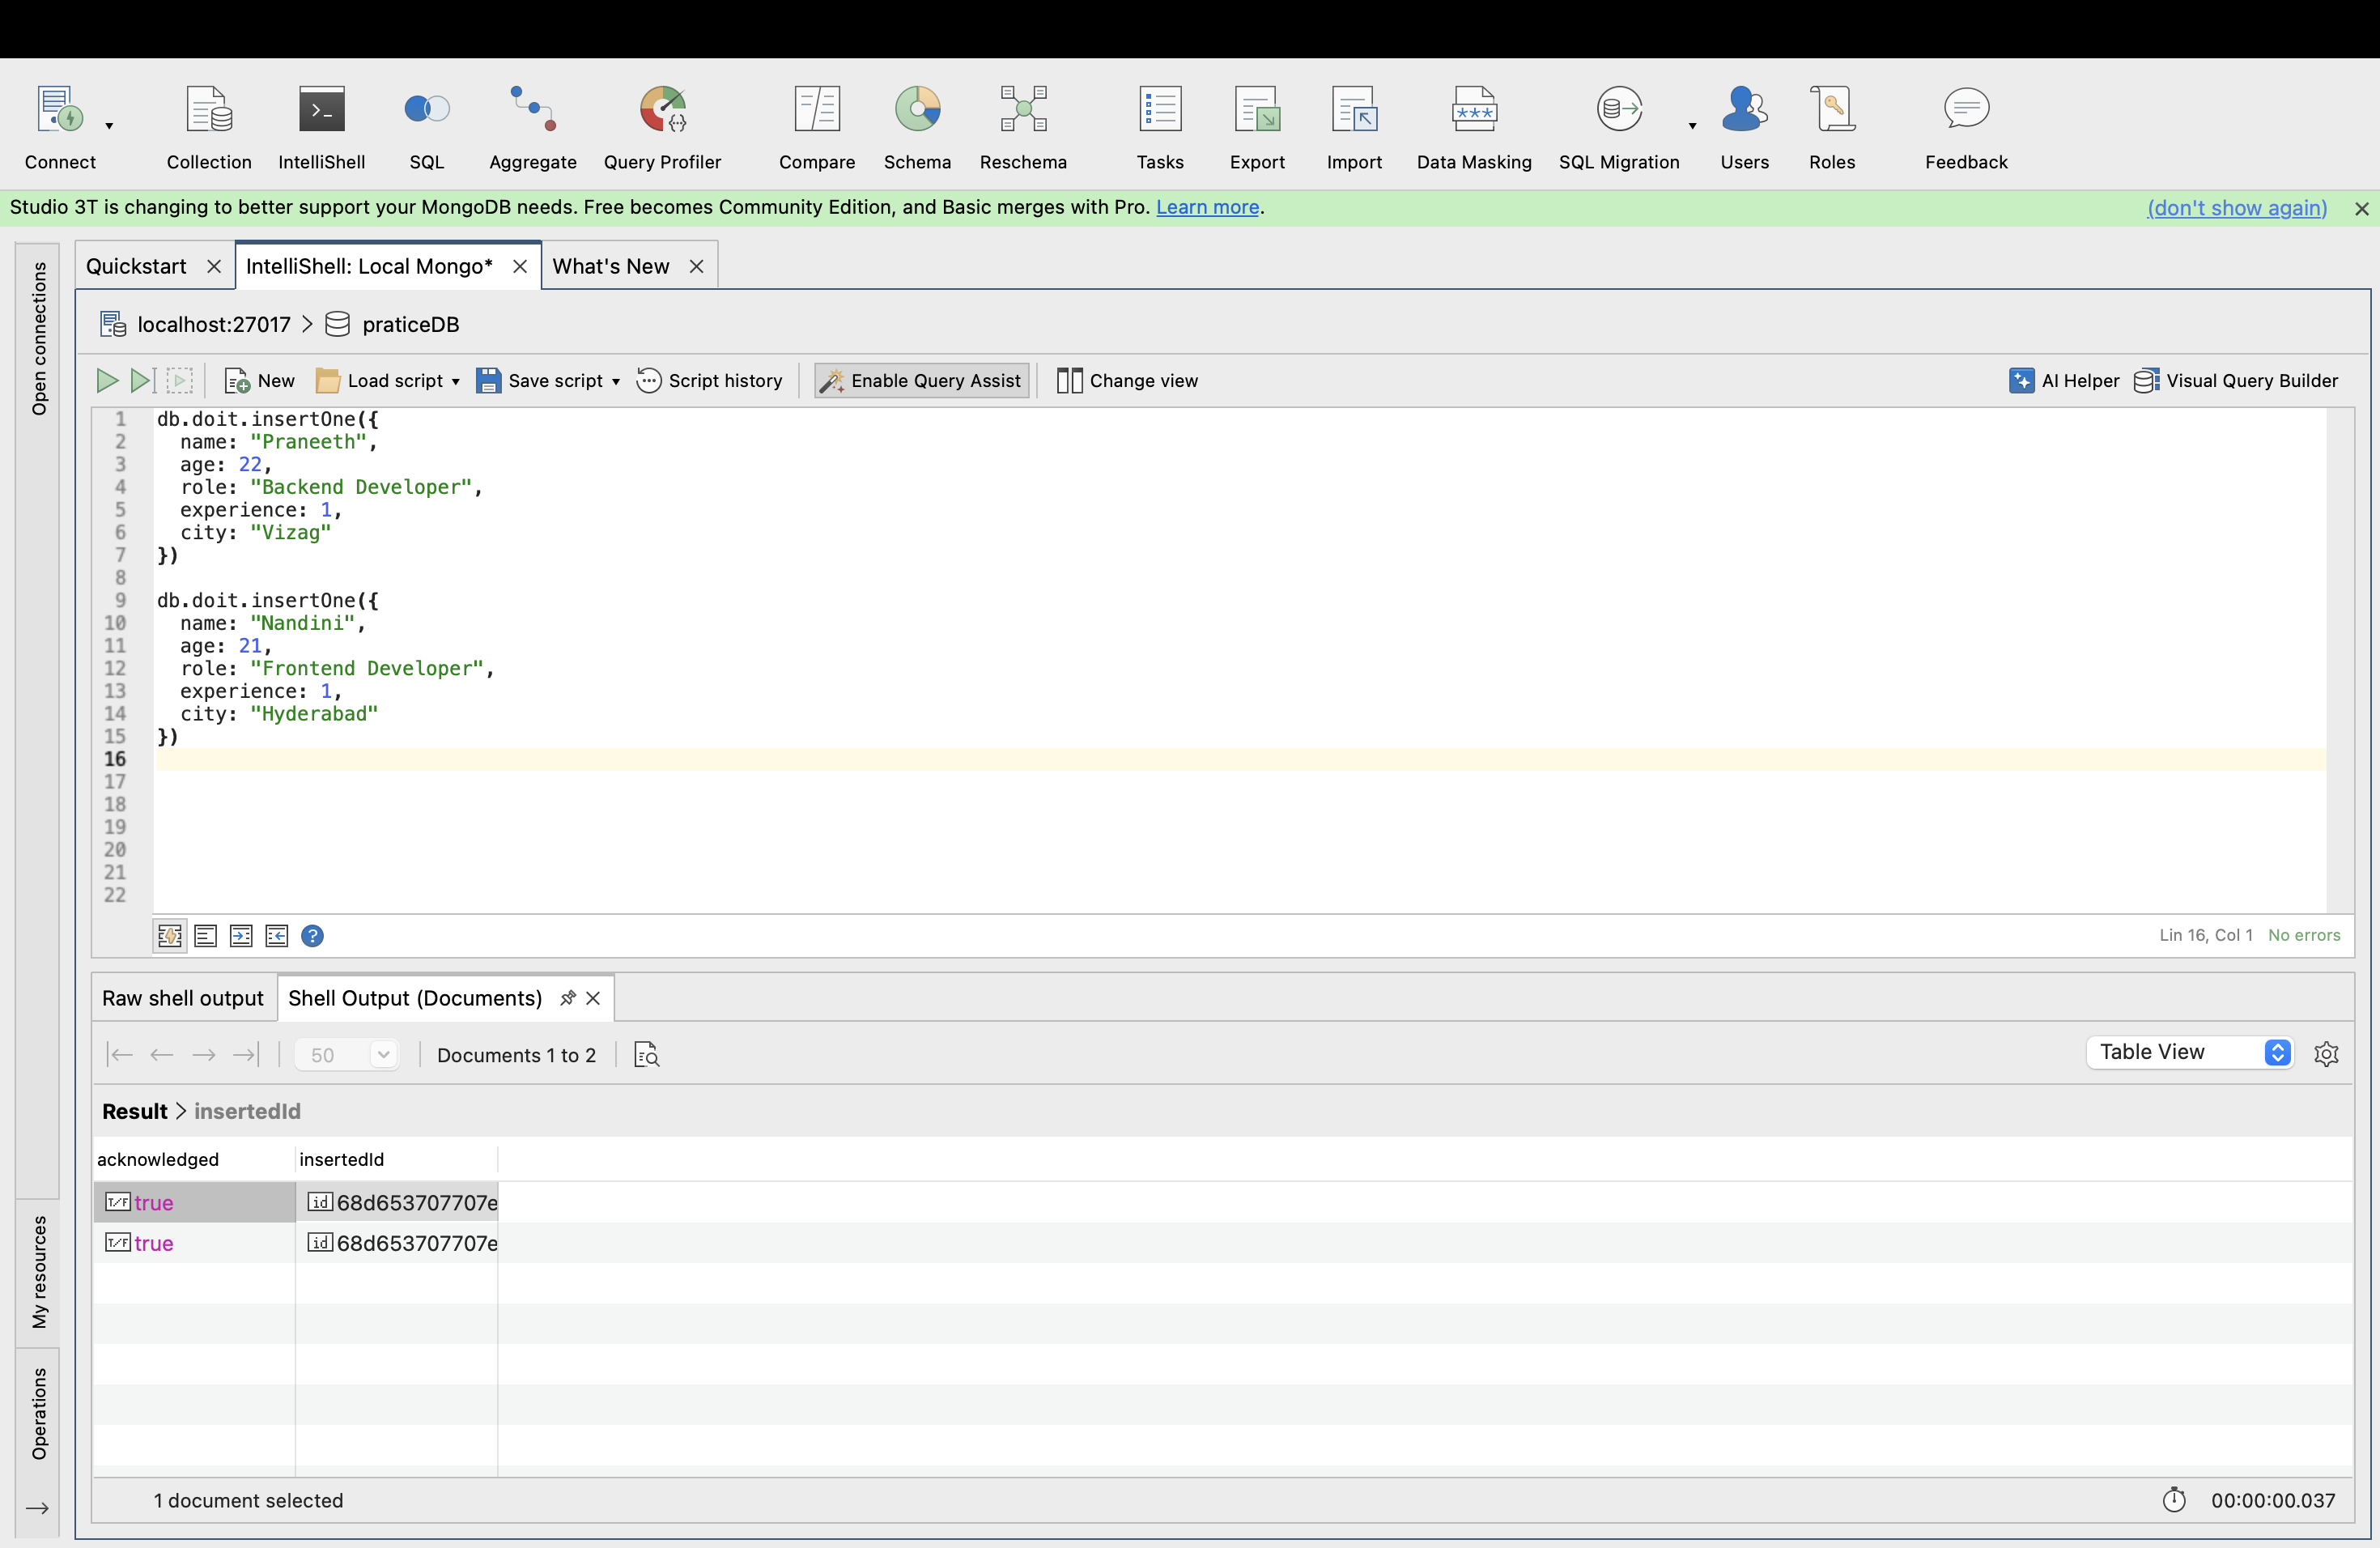 Connect
Collection
IntelliShell
SQL
Aggregate
Query Profiler
Compare
Schema
Reschema
Tasks
Export
Import
Data Masking
SQL Migration
Users
Roles
Feedback
Studio 3T is changing to better support your MongoDB needs. Free becomes Community Edition, and Basic merges with Pro. Learn more.
(don't show again)
Open connections
My resources
Operations
Quickstart
IntelliShell: Local Mongo*
What's New
localhost:27017 > praticeDB
New
Load script
Save script
Script history
Enable Query Assist
Change view
AI Helper
Visual Query Builder
1 db.doit.insertOne({
2 name: "Praneeth",
3 age: 22,
4 role: "Backend Developer",
5 experience: 1,
6 city: "Vizag"
7 })
8
9 db.doit.insertOne({
10 name: "Nandini",
11 age: 21,
12 role: "Frontend Developer",
13 experience: 1,
14 city: "Hyderabad"
15 })
16
17
18
19
20
21
22
Lin 16, Col 1 No errors
Raw shell output
Shell Output (Documents)
50
Documents 1 to 2
Table View
Result > insertedId
acknowledged insertedId
T/F true id 68d653707707e
T/F true id 68d653707707e
1 document selected
00:00:00.037